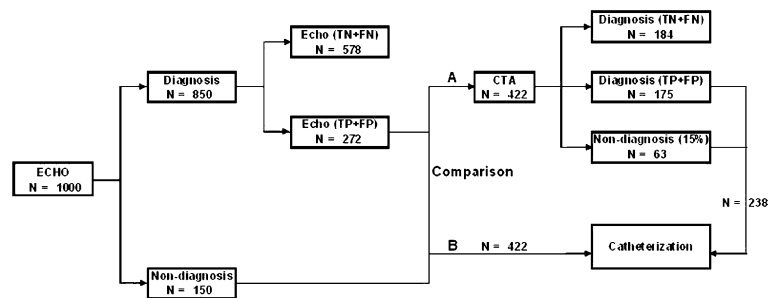 ECHO
N = 1000
Diagnosis
N = 850
Non-diagnosis
N = 150
Echo (TN+FN)
N = 578
Echo (TP+FP)
N = 272
Comparison
A
B
N = 422
CTA
N = 422
Diagnosis (TN+FN)
N = 184
Diagnosis (TP+FP)
N = 175
Non-diagnosis (15%)
N = 63
N = 238
Catheterization